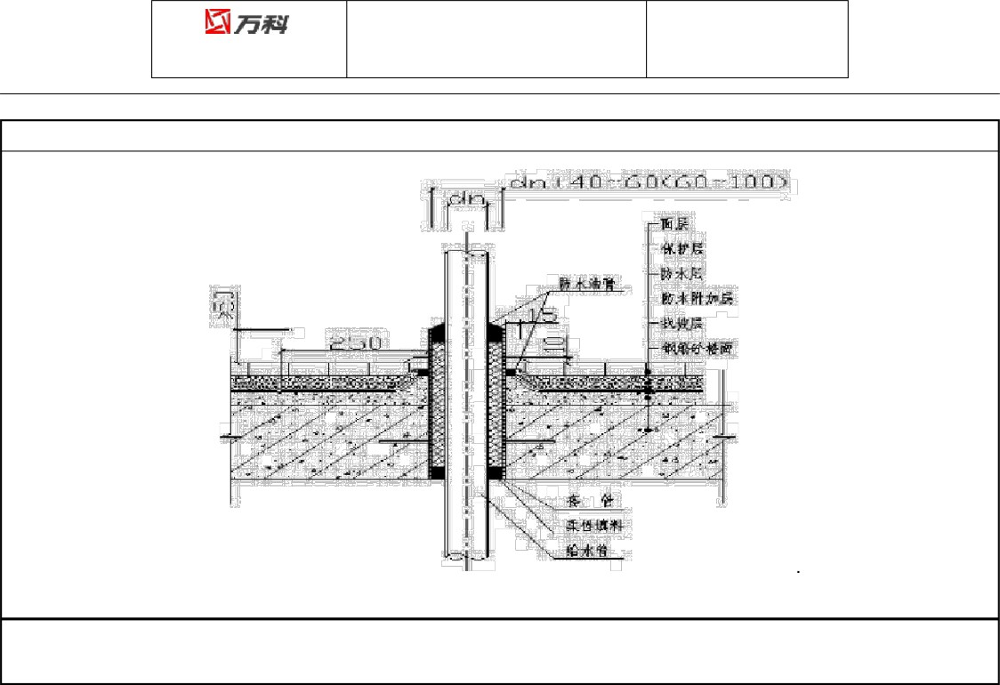 万科
dn+(40~60(60~100)
dn
面层
保护层
防水层
防水油膏
防水附加层
15
找坡层
250
10
钢筋砼楼面
套 管
柔性填料
给水管